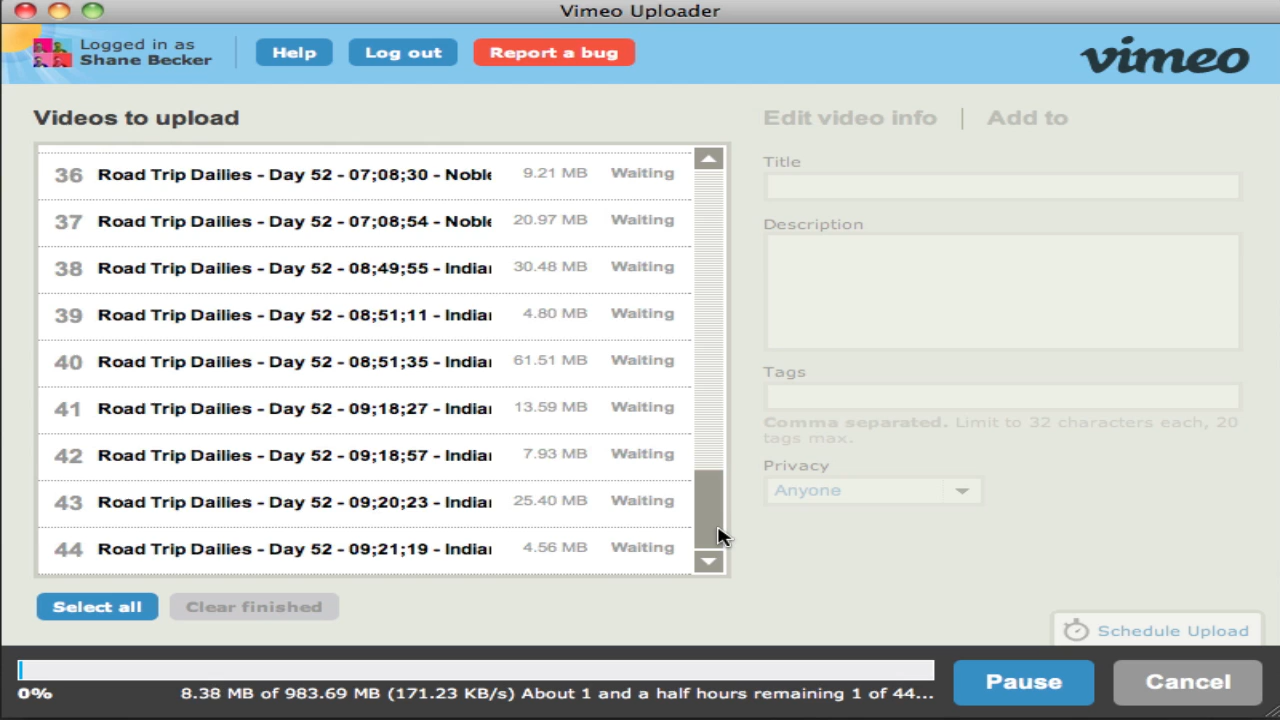 Vimeo Uploader
Logged in as
Shane Becker
Help
Log out
Report a bug
vimeo
Videos to upload
36 Road Trip Dailies - Day 52 - 07;08;30 - Noble 9.21 MB Waiting
37 Road Trip Dailies - Day 52 - 07;08;54 - Noble 20.97 MB Waiting
38 Road Trip Dailies - Day 52 - 08;49;55 - Indian 30.48 MB Waiting
39 Road Trip Dailies - Day 52 - 08;51;11 - Indian 4.80 MB Waiting
40 Road Trip Dailies - Day 52 - 08;51;35 - Indian 61.51 MB Waiting
41 Road Trip Dailies - Day 52 - 09;18;27 - Indian 13.59 MB Waiting
42 Road Trip Dailies - Day 52 - 09;18;57 - Indian 7.93 MB Waiting
43 Road Trip Dailies - Day 52 - 09;20;23 - Indian 25.40 MB Waiting
44 Road Trip Dailies - Day 52 - 09;21;19 - Indian 4.56 MB Waiting
Select all
Clear finished
Edit video info | Add to
Title
Description
Tags
Comma separated. Limit to 32 characters each, 20
tags max.
Privacy
Anyone
Schedule Upload
0% 8.38 MB of 983.69 MB (171.23 KB/s) About 1 and a half hours remaining 1 of 44...
Pause
Cancel